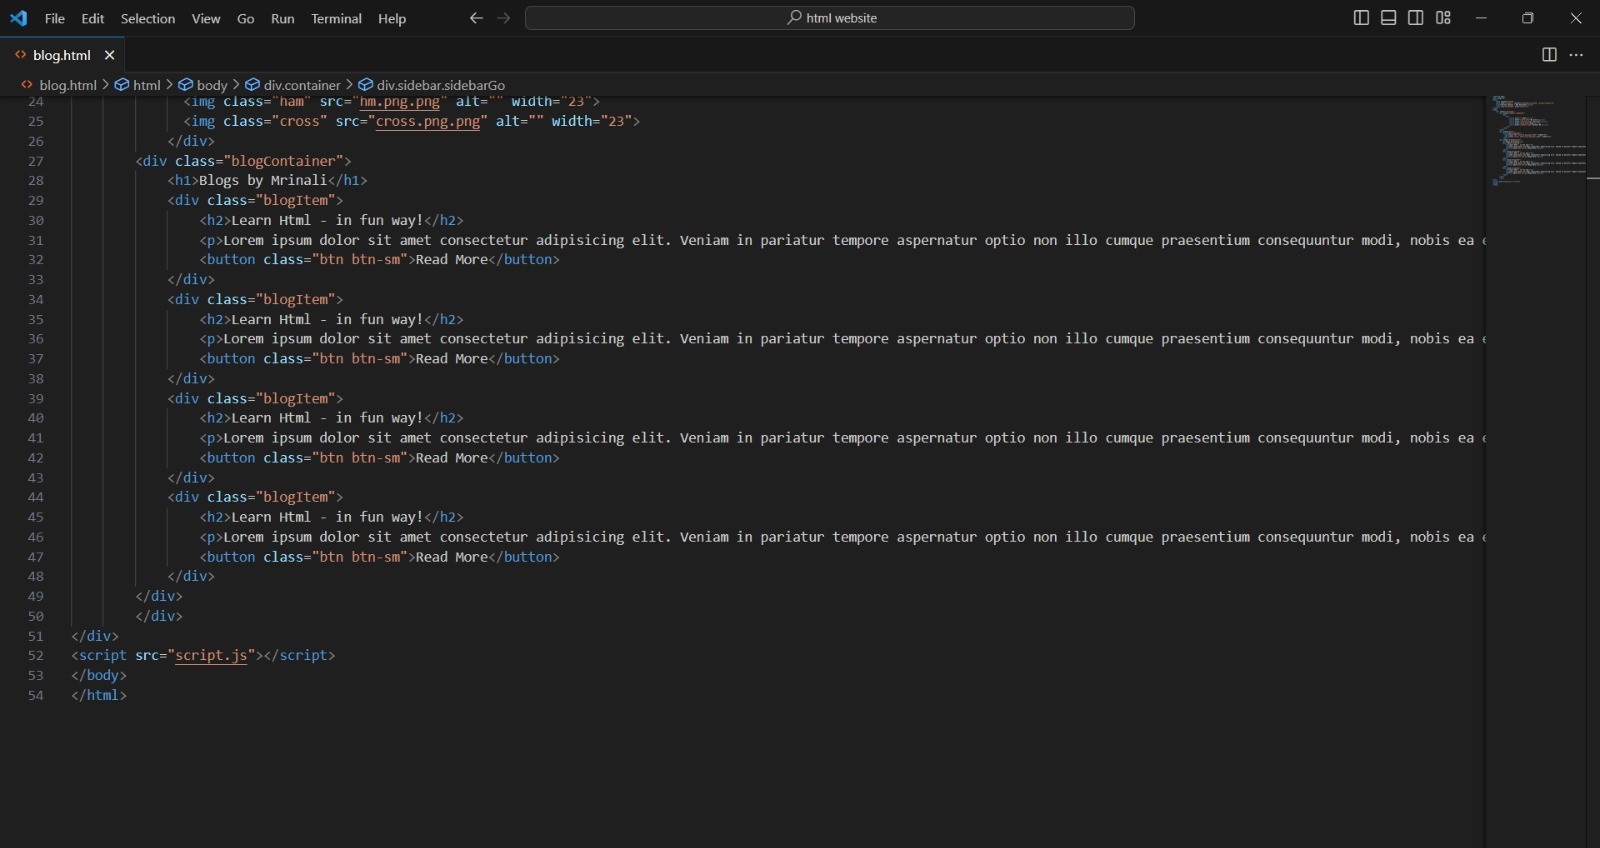 File Edit Selection View Go Run Terminal Help
html website
blog.html
blog.html > html > body > div.container > div.sidebar.sidebarGo
24 <img class="ham" src="hm.png.png" alt="" width="23">
25 <img class="cross" src="cross.png.png" alt="" width="23">
26 </div>
27 <div class="blogContainer">
28 <h1>Blogs by Mrinali</h1>
29 <div class="blogItem">
30 <h2>Learn Html - in fun way!</h2>
31 <p>Lorem ipsum dolor sit amet consectetur adipisicing elit. Veniam in pariatur tempore aspernatur optio non illo cumque praesentium consequuntur modi, nobis ea
32 <button class="btn btn-sm">Read More</button>
33 </div>
34 <div class="blogItem">
35 <h2>Learn Html - in fun way!</h2>
36 <p>Lorem ipsum dolor sit amet consectetur adipisicing elit. Veniam in pariatur tempore aspernatur optio non illo cumque praesentium consequuntur modi, nobis ea
37 <button class="btn btn-sm">Read More</button>
38 </div>
39 <div class="blogItem">
40 <h2>Learn Html - in fun way!</h2>
41 <p>Lorem ipsum dolor sit amet consectetur adipisicing elit. Veniam in pariatur tempore aspernatur optio non illo cumque praesentium consequuntur modi, nobis ea
42 <button class="btn btn-sm">Read More</button>
43 </div>
44 <div class="blogItem">
45 <h2>Learn Html - in fun way!</h2>
46 <p>Lorem ipsum dolor sit amet consectetur adipisicing elit. Veniam in pariatur tempore aspernatur optio non illo cumque praesentium consequuntur modi, nobis ea
47 <button class="btn btn-sm">Read More</button>
48 </div>
49 </div>
50 </div>
51 </div>
52 <script src="script.js"></script>
53 </body>
54 </html>